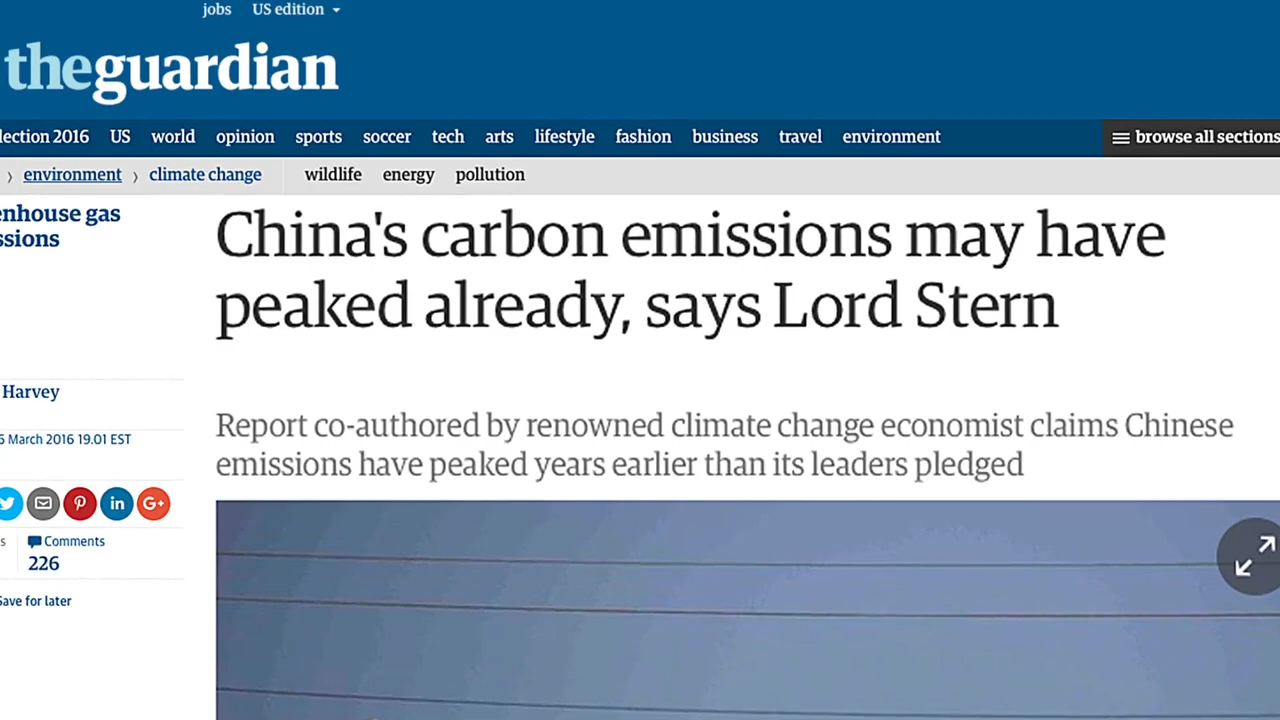 jobs US edition
theguardian
lection 2016 US world opinion sports soccer tech arts lifestyle fashion business travel environment browse all sections
environment climate change wildlife energy pollution
enhouse gas
ssions
China's carbon emissions may have
peaked already, says Lord Stern
Harvey
Report co-authored by renowned climate change economist claims Chinese
6 March 2016 19.01 EST
emissions have peaked years earlier than its leaders pledged
in G+
s Comments
226
Save for later